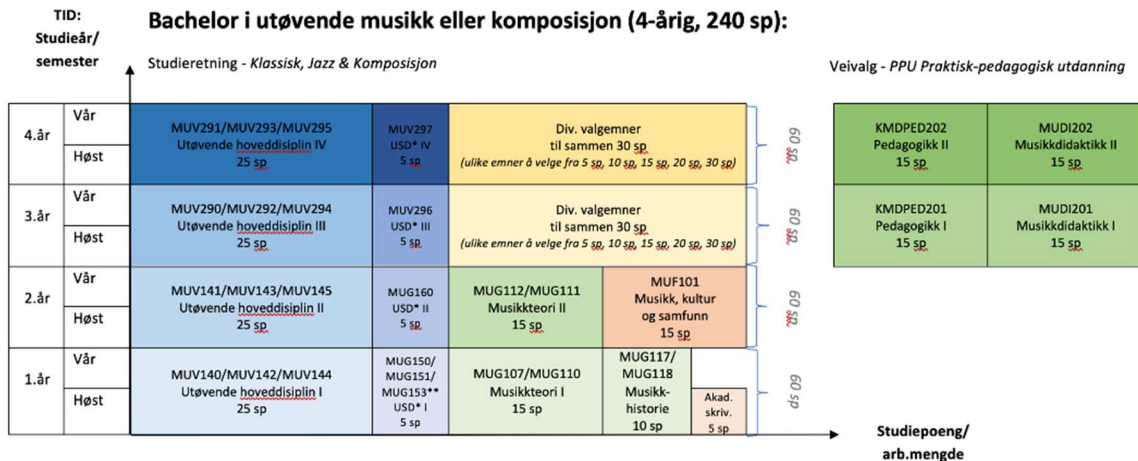 TID:
Studieår/
semester
Bachelor i utøvende musikk eller komposisjon (4-årig, 240 sp):
Studieretning - Klassisk, Jazz & Komposisjon
Veivalg - PPU Praktisk-pedagogisk utdanning
4.år
Vår
Høst
MUV291/MUV293/MUV295
Utøvende hoveddisiplin IV
25 sp
MUV297
USD* IV
5 sp
Div. valgemner
til sammen 30 sp
(ulike emner å velge fra 5 sp, 10 sp, 15 sp, 20 sp, 30 sp)
60 sp
KMDPED202
Pedagogikk II
15 sp
MUDI202
Musikkdidaktikk II
15 sp
3.år
Vår
Høst
MUV290/MUV292/MUV294
Utøvende hoveddisiplin III
25 sp
MUV296
USD* III
5 sp
Div. valgemner
til sammen 30 sp
(ulike emner å velge fra 5 sp, 10 sp, 15 sp, 20 sp, 30 sp)
60 sp
KMDPED201
Pedagogikk I
15 sp
MUDI201
Musikkdidaktikk I
15 sp
2.år
Vår
Høst
MUV141/MUV143/MUV145
Utøvende hoveddisiplin II
25 sp
MUG160
USD* II
5 sp
MUG112/MUG111
Musikkteori II
15 sp
MUF101
Musikk, kultur
og samfunn
15 sp
60 sp
1.år
Vår
Høst
MUV140/MUV142/MUV144
Utøvende hoveddisiplin I
25 sp
MUG150/
MUG151/
MUG153**
USD* I
5 sp
MUG107/MUG110
Musikkteori I
15 sp
MUG117/
MUG118
Musikk-
historie
10 sp
Akad.
skriv.
5 sp
60 sp
Studiepoeng/
arb.mengde